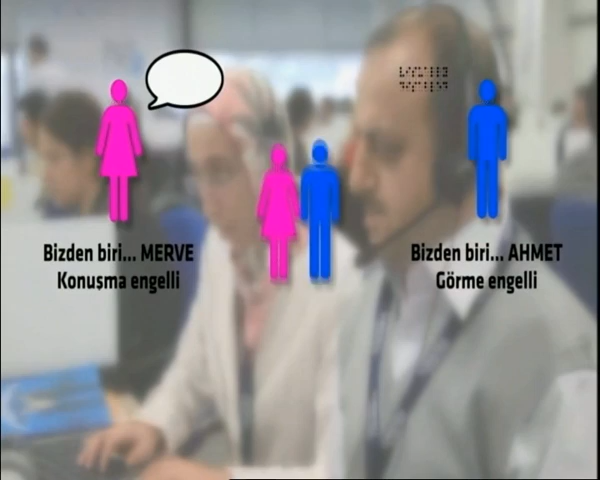 Bizden biri... MERVE
Konuşma engelli
Bizden biri... AHMET
Görme engelli